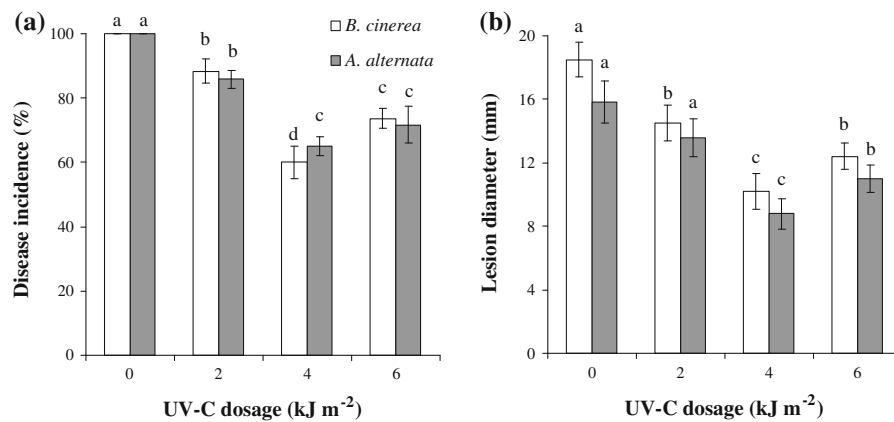 (a)
100
80
60
40
20
0
Disease incidence (%)
a a
b b
d c
c c
B. cinerea
A. alternata
0 2 4 6
UV-C dosage (kJ m⁻²)
(b)
20
16
12
8
4
0
Lesion diameter (mm)
a a
b a
c c
b b
0 2 4 6
UV-C dosage (kJ m⁻²)